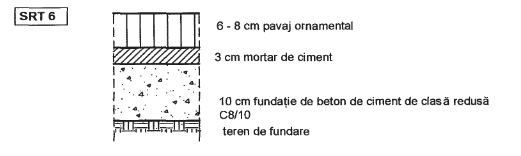 SRT 6
6 - 8 cm pavaj ornamental
3 cm mortar de ciment
10 cm fundație de beton de ciment de clasă redusă
C8/10
teren de fundare